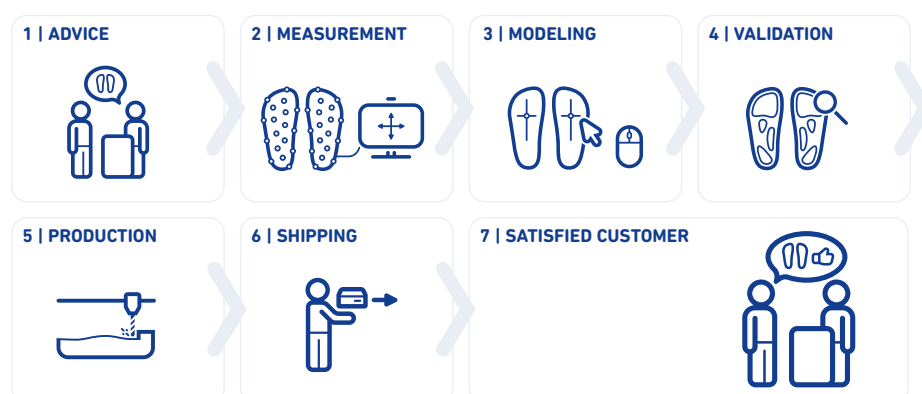 1 | ADVICE
2 | MEASUREMENT
3 | MODELING
4 | VALIDATION
5 | PRODUCTION
6 | SHIPPING
7 | SATISFIED CUSTOMER